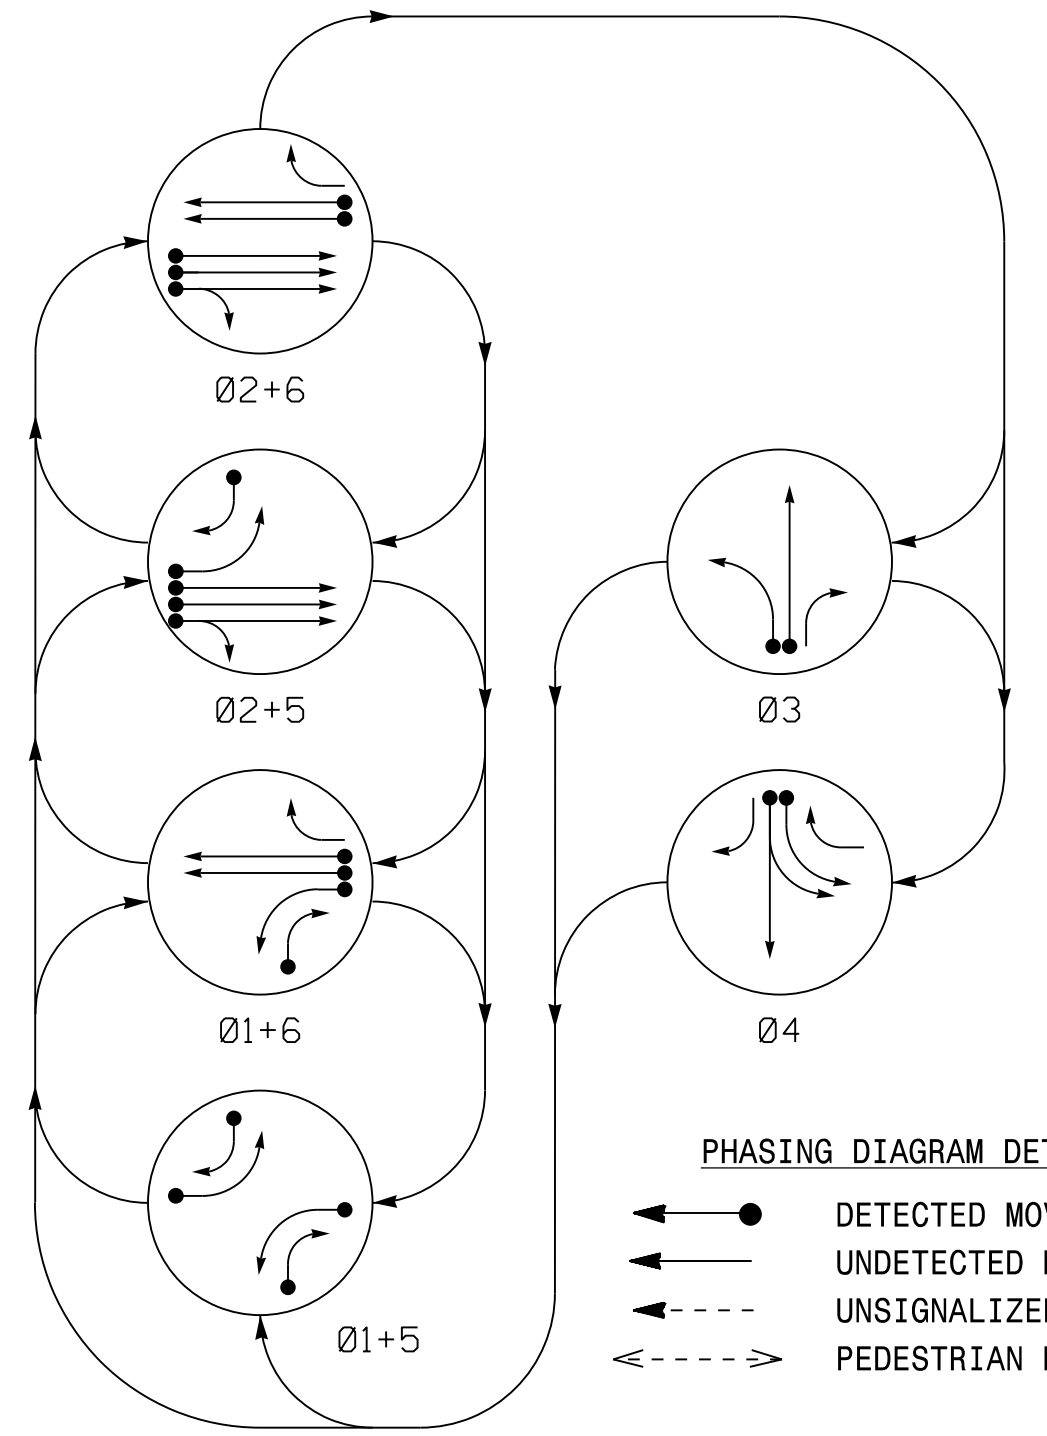 Ø2+6
Ø2+5
Ø3
Ø1+6
Ø4
Ø1+5
PHASING DIAGRAM DET
DETECTED MOV
UNDETECTED
UNSIGNALIZE
PEDESTRIAN